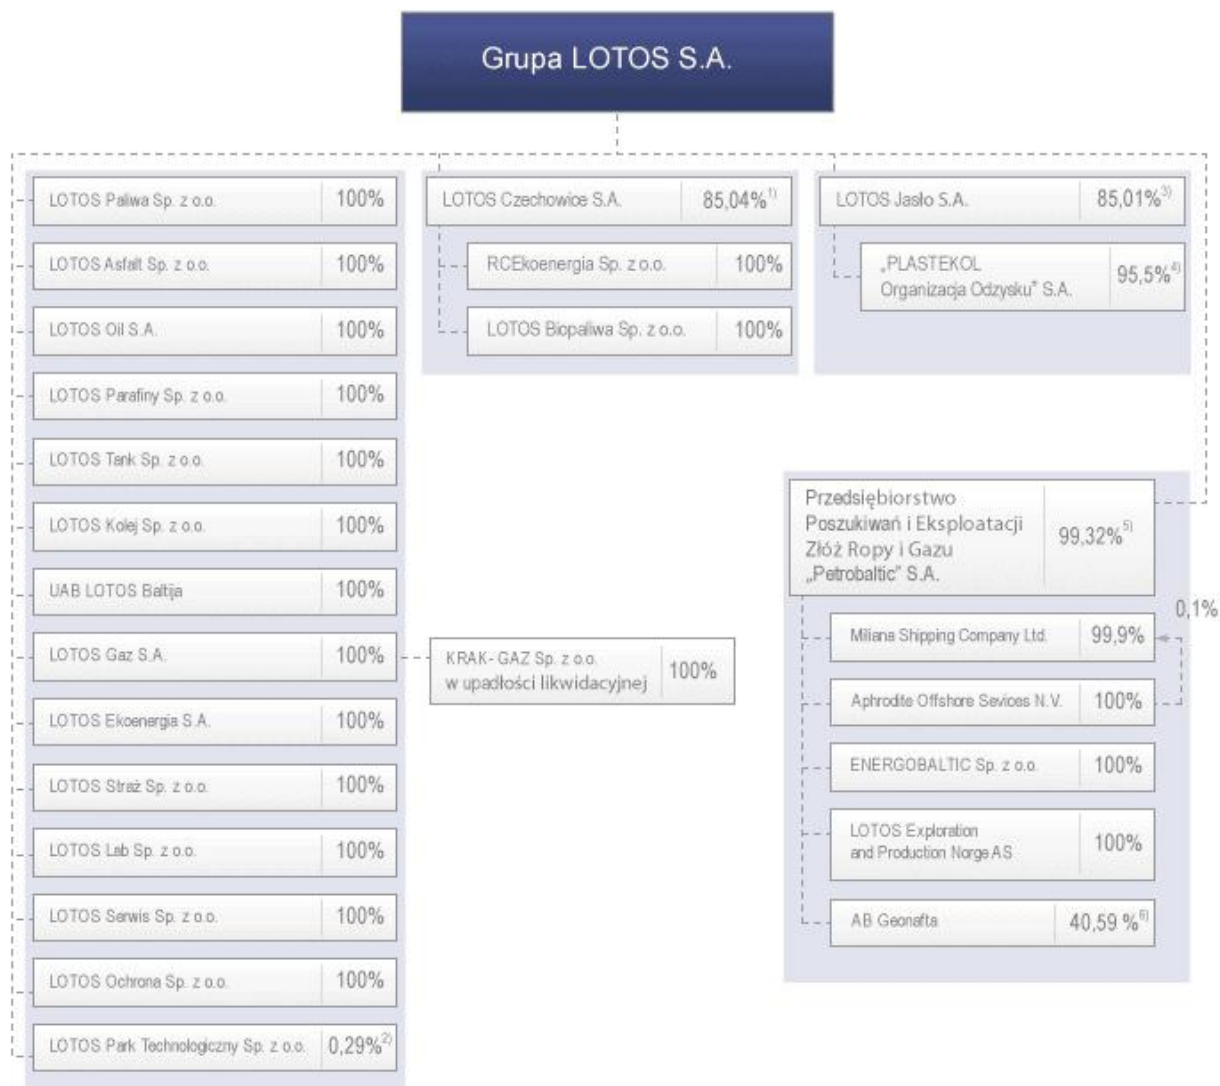 Grupa LOTOS S.A.
LOTOS Paliwa Sp. z o.o. 100%
LOTOS Asfalt Sp. z o.o. 100%
LOTOS Oil S.A. 100%
LOTOS Parafiny Sp. z o.o. 100%
LOTOS Tank Sp. z o.o. 100%
LOTOS Kolej Sp. z o.o. 100%
UAB LOTOS Baltija 100%
LOTOS Gaz S.A. 100%
LOTOS Ekoenergia S.A. 100%
LOTOS Straż Sp. z o.o. 100%
LOTOS Lab Sp. z o.o. 100%
LOTOS Serwis Sp. z o.o. 100%
LOTOS Ochrona Sp. z o.o. 100%
LOTOS Park Technologiczny Sp. z o.o. 0,29%2)
KRAK- GAZ Sp. z o.o.
w upadłości likwidacyjnej 100%
LOTOS Czechowice S.A. 85,04%1)
RCEkoenergia Sp. z o.o. 100%
LOTOS Biopaliwa Sp. z o.o. 100%
LOTOS Jasło S.A. 85,01%3)
„PLASTEKOL
Organizacja Odzysku” S.A. 95,5%4)
Przedsiębiorstwo
Poszukiwań i Eksploatacji
Złóż Ropy i Gazu
„Petrobaltic” S.A. 99,32%5)
0,1%
Miliana Shipping Company Ltd. 99,9%
Aphrodite Offshore Sevices N.V. 100%
ENERGOBALTIC Sp. z o.o. 100%
LOTOS Exploration
and Production Norge AS 100%
AB Geonafta 40,59 %6)